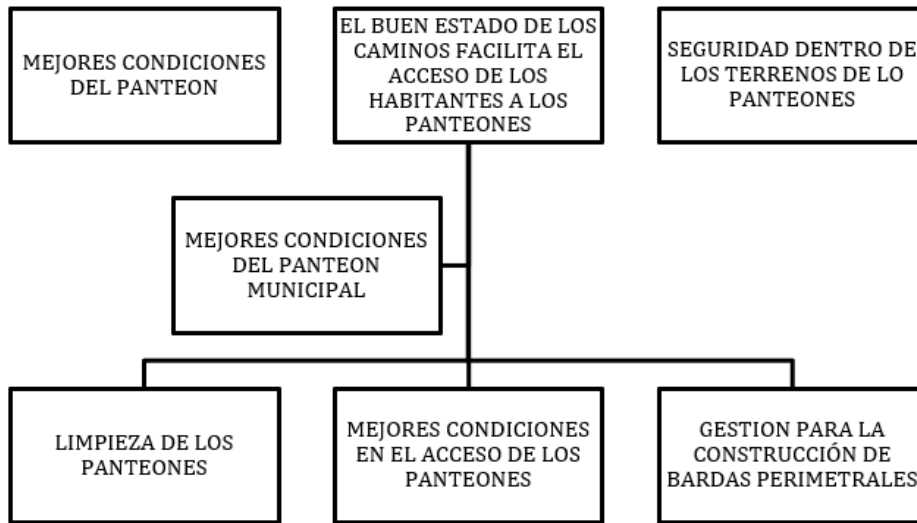 MEJORES CONDICIONES
DEL PANTEON
EL BUEN ESTADO DE LOS
CAMINOS FACILITA EL
ACCESO DE LOS
HABITANTES A LOS
PANTEONES
SEGURIDAD DENTRO DE
LOS TERRENOS DE LO
PANTEONES
MEJORES CONDICIONES
DEL PANTEON
MUNICIPAL
LIMPIEZA DE LOS
PANTEONES
MEJORES CONDICIONES
EN EL ACCESO DE LOS
PANTEONES
GESTION PARA LA
CONSTRUCCIÓN DE
BARDAS PERIMETRALES